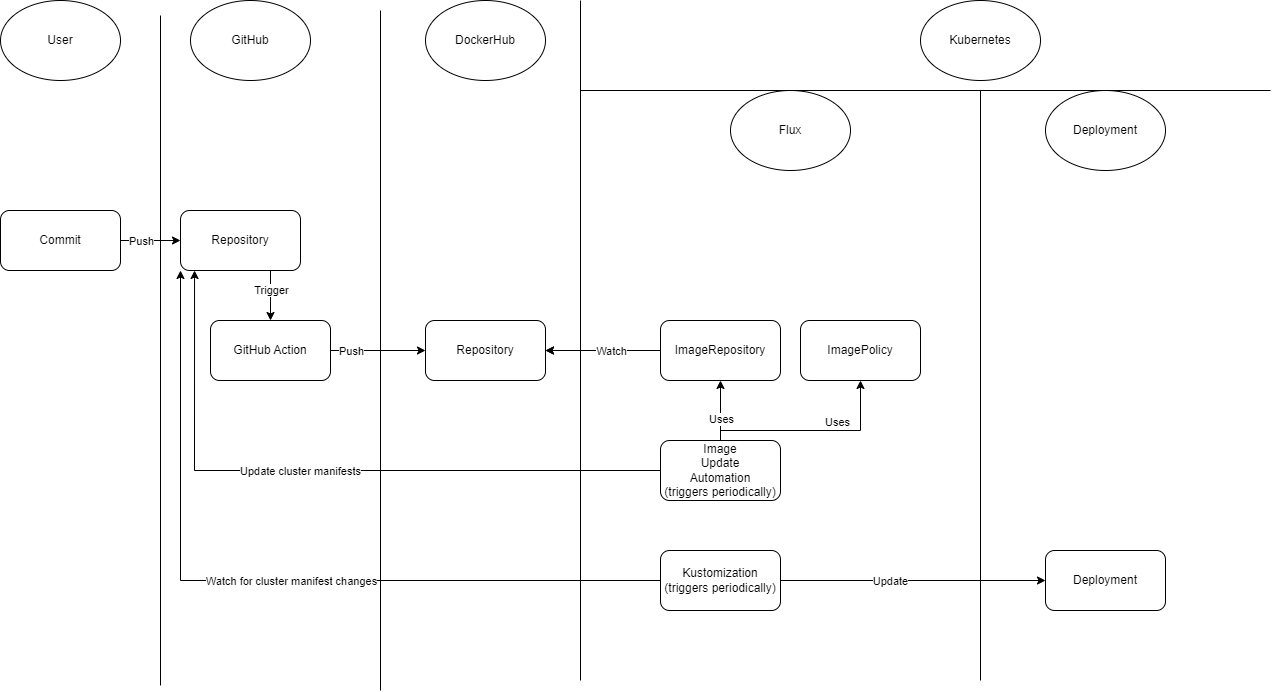 User
GitHub
DockerHub
Kubernetes
Flux
Deployment
Commit
Push
Repository
Trigger
GitHub Action
Push
Repository
Watch
ImageRepository
ImagePolicy
Uses
Uses
Image
Update
Automation
(triggers periodically)
Update cluster manifests
Watch for cluster manifest changes
Kustomization
(triggers periodically)
Update
Deployment